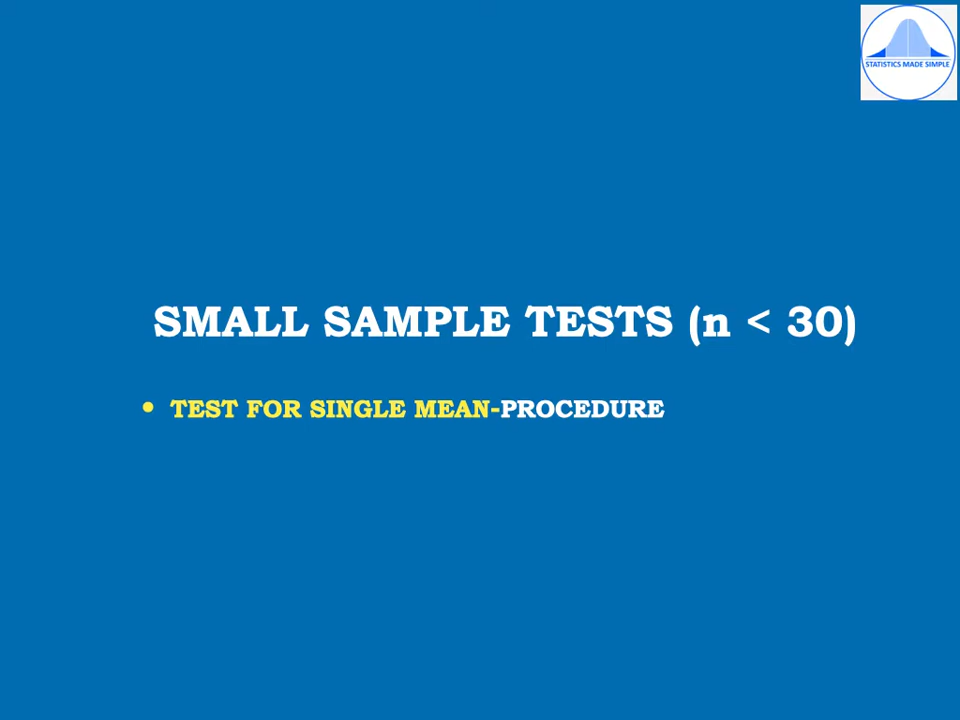 STATISTICS MADE SIMPLE
SMALL SAMPLE TESTS (n < 30)
• TEST FOR SINGLE MEAN-PROCEDURE